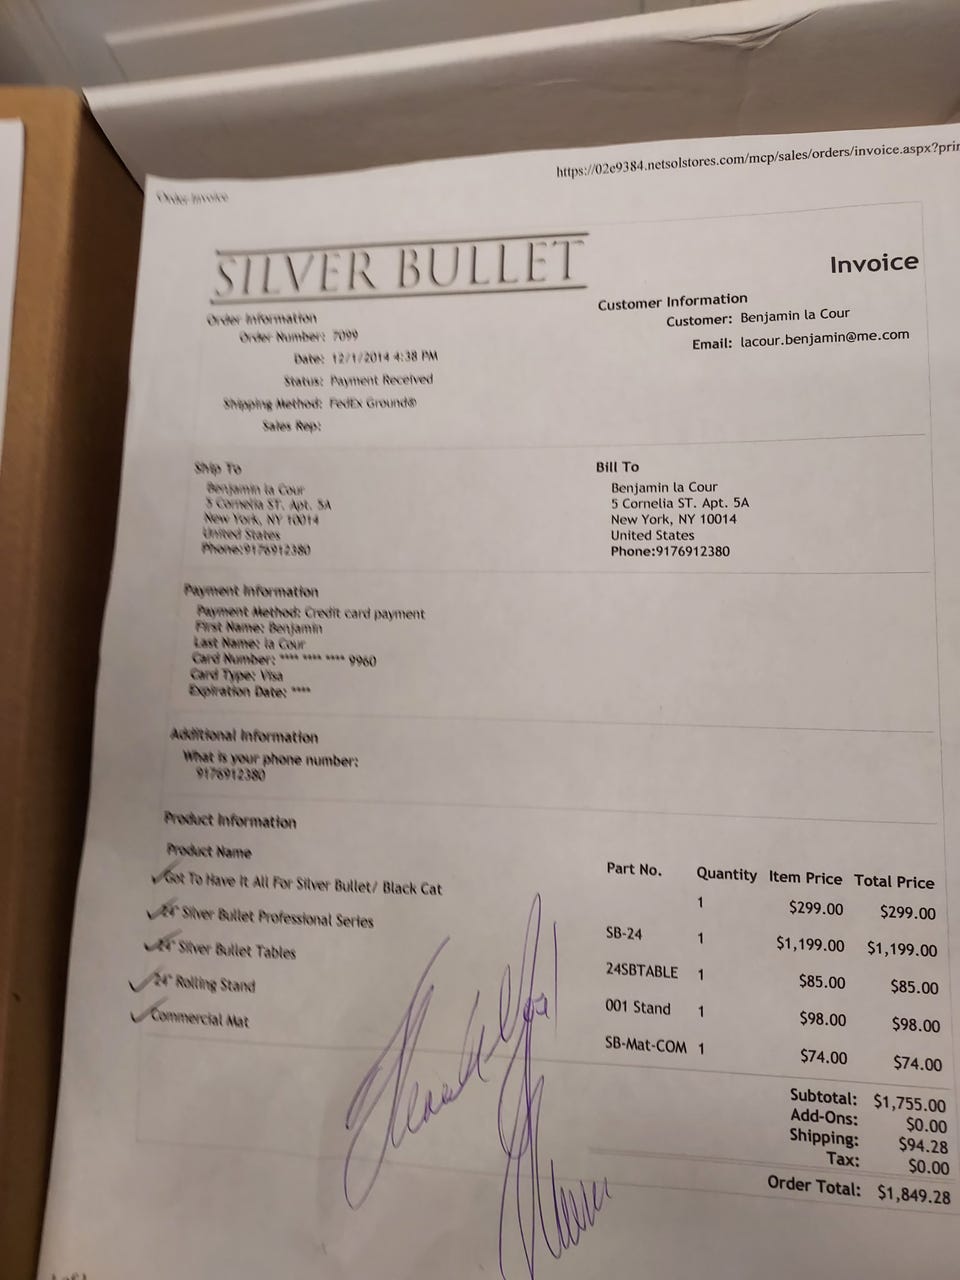 https://02e9384.netsolstores.com/mcp/sales/orders/invoice.aspx?prin
Order Invoice
SILVER BULLET
Invoice
Order Information
Order Number: 7099
Date: 12/1/2014 4:38 PM
Status: Payment Received
Shipping Method: FedEx Ground®
Sales Rep:
Customer Information
Customer: Benjamin la Cour
Email: lacour.benjamin@me.com
Ship To
Benjamin la Cour
5 Cornelia ST. Apt. 5A
New York, NY 10014
United States
Phone:9176912380
Bill To
Benjamin la Cour
5 Cornelia ST. Apt. 5A
New York, NY 10014
United States
Phone:9176912380
Payment Information
Payment Method: Credit card payment
First Name: Benjamin
Last Name: la Cour
Card Number: **** **** **** 9960
Card Type: Visa
Expiration Date: ****
Additional Information
What is your phone number:
9176912380
Product Information
Product Name Part No. Quantity Item Price Total Price
Got To Have It All For Silver Bullet/ Black Cat 1 $299.00 $299.00
24" Silver Bullet Professional Series SB-24 1 $1,199.00 $1,199.00
24" Silver Bullet Tables 24SBTABLE 1 $85.00 $85.00
24" Rolling Stand 001 Stand 1 $98.00 $98.00
Commercial Mat SB-Mat-COM 1 $74.00 $74.00
Subtotal: $1,755.00
Add-Ons: $0.00
Shipping: $94.28
Tax: $0.00
Order Total: $1,849.28